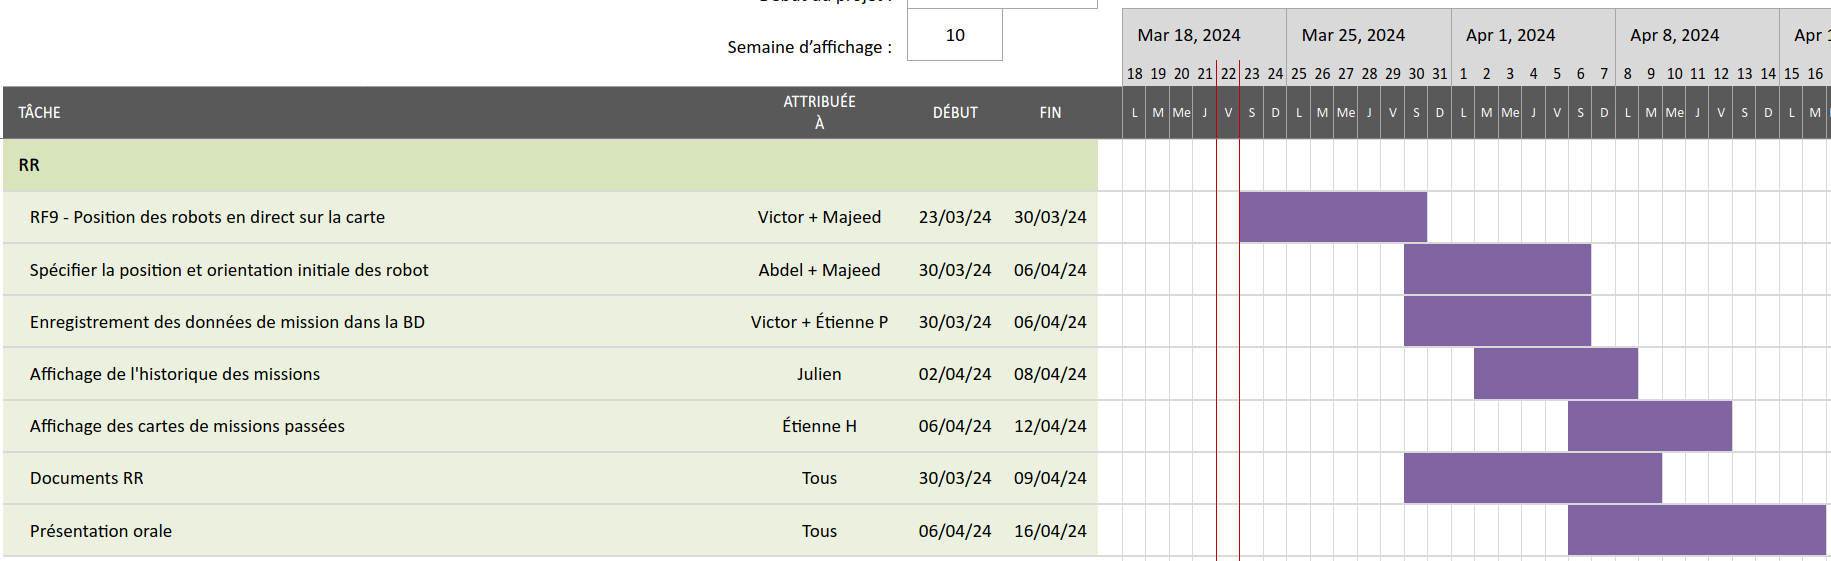 Début du projet :
Semaine d’affichage : 10
Mar 18, 2024 Mar 25, 2024 Apr 1, 2024 Apr 8, 2024 Apr
18 19 20 21 22 23 24 25 26 27 28 29 30 31 1 2 3 4 5 6 7 8 9 10 11 12 13 14 15 16
TÂCHE ATTRIBUÉE À DÉBUT FIN L M Me J V S D L M Me J V S D L M Me J V S D L M Me J V S D L M
RR
RF9 - Position des robots en direct sur la carte Victor + Majeed 23/03/24 30/03/24
Spécifier la position et orientation initiale des robot Abdel + Majeed 30/03/24 06/04/24
Enregistrement des données de mission dans la BD Victor + Étienne P 30/03/24 06/04/24
Affichage de l'historique des missions Julien 02/04/24 08/04/24
Affichage des cartes de missions passées Étienne H 06/04/24 12/04/24
Documents RR Tous 30/03/24 09/04/24
Présentation orale Tous 06/04/24 16/04/24